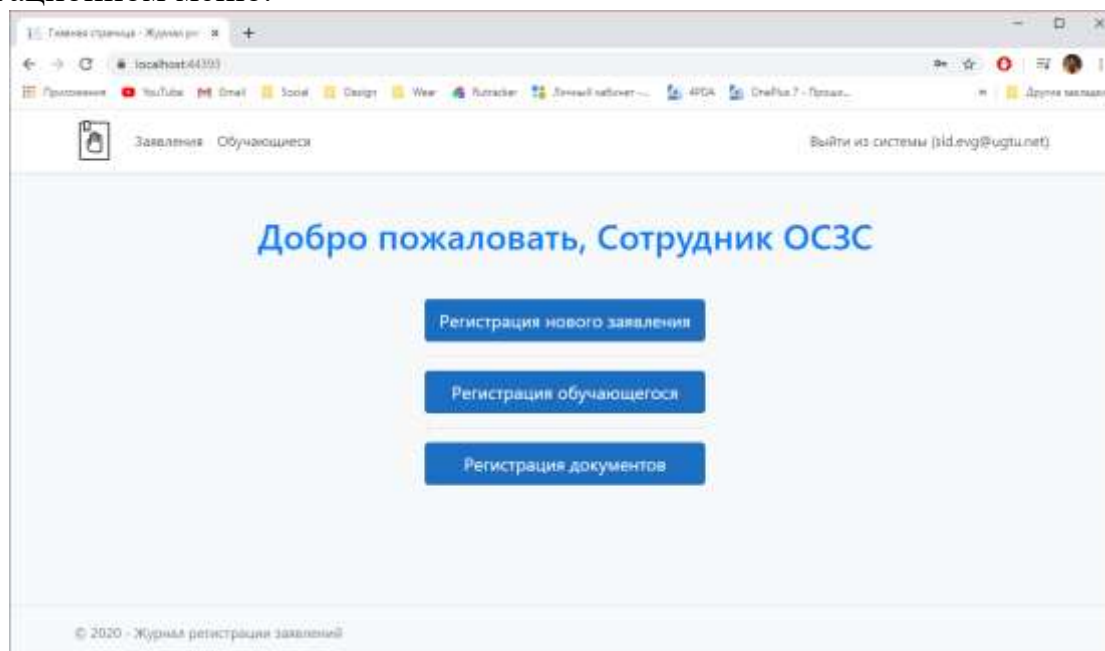 Главная страница - Журнал рег
localhost:44393
Приложения YouTube Gmail Social Design Wear Rutracker Личный кабинет 4PDA OnePlus 7 - Прошив... Другие закладки
Заявления Обучающиеся Выйти из системы (sid.evg@ugtu.net)
Добро пожаловать, Сотрудник ОСЗС
Регистрация нового заявления
Регистрация обучающегося
Регистрация документов
© 2020 - Журнал регистрации заявлений